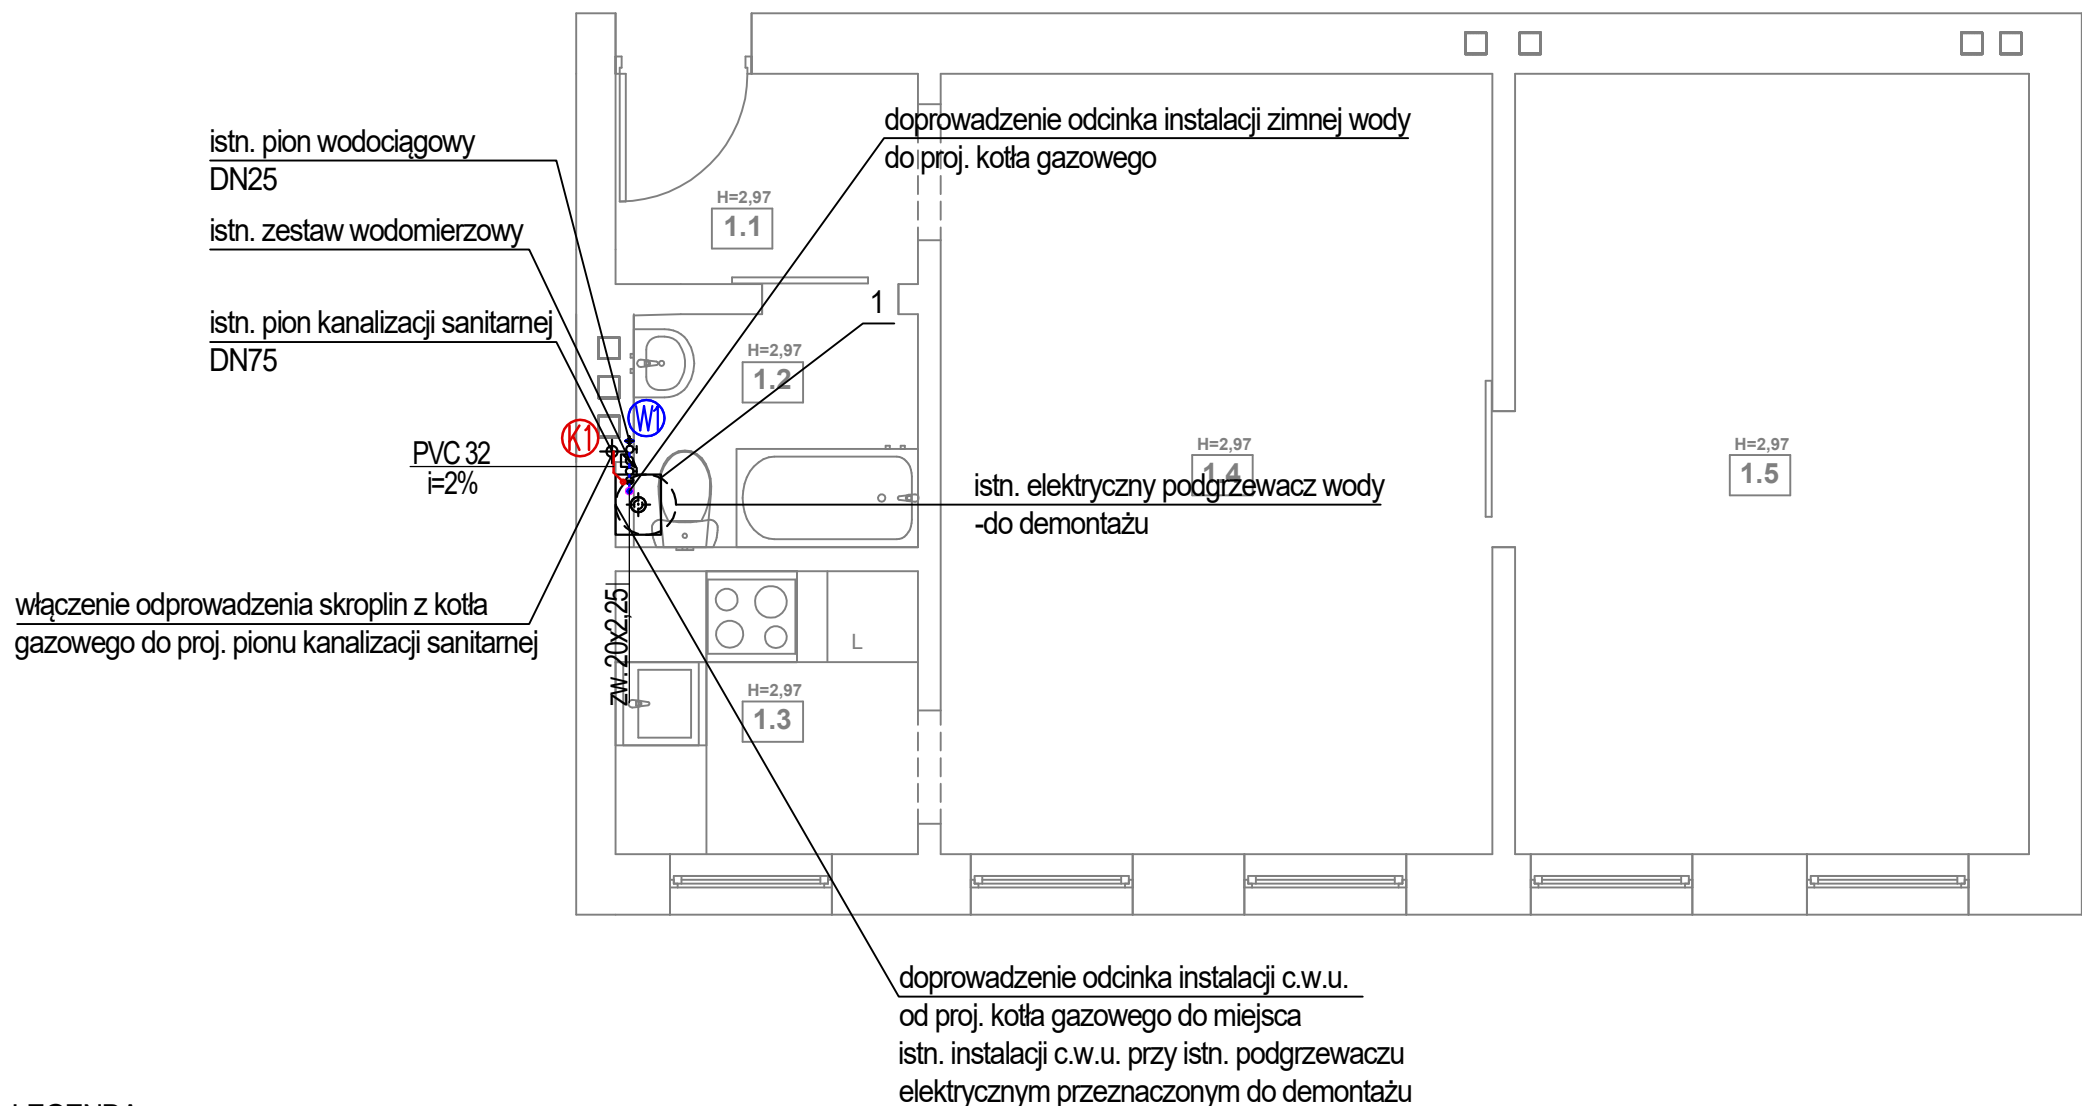 doprowadzenie odcinka instalacji zimnej wody
do proj. kotła gazowego
istn. pion wodociągowy
DN25
istn. zestaw wodomierzowy
istn. pion kanalizacji sanitarnej
DN75
H=2,97
1.1
1
H=2,97
1.2
W1
K1
PVC 32
i=2%
H=2,97
1.4
H=2,97
1.5
istn. elektryczny podgrzewacz wody
-do demontażu
włączenie odprowadzenia skroplin z kotła
gazowego do proj. pionu kanalizacji sanitarnej
zw. 20x2,25
L
H=2,97
1.3
doprowadzenie odcinka instalacji c.w.u.
od proj. kotła gazowego do miejsca
istn. instalacji c.w.u. przy istn. podgrzewaczu
elektrycznym przeznaczonym do demontażu